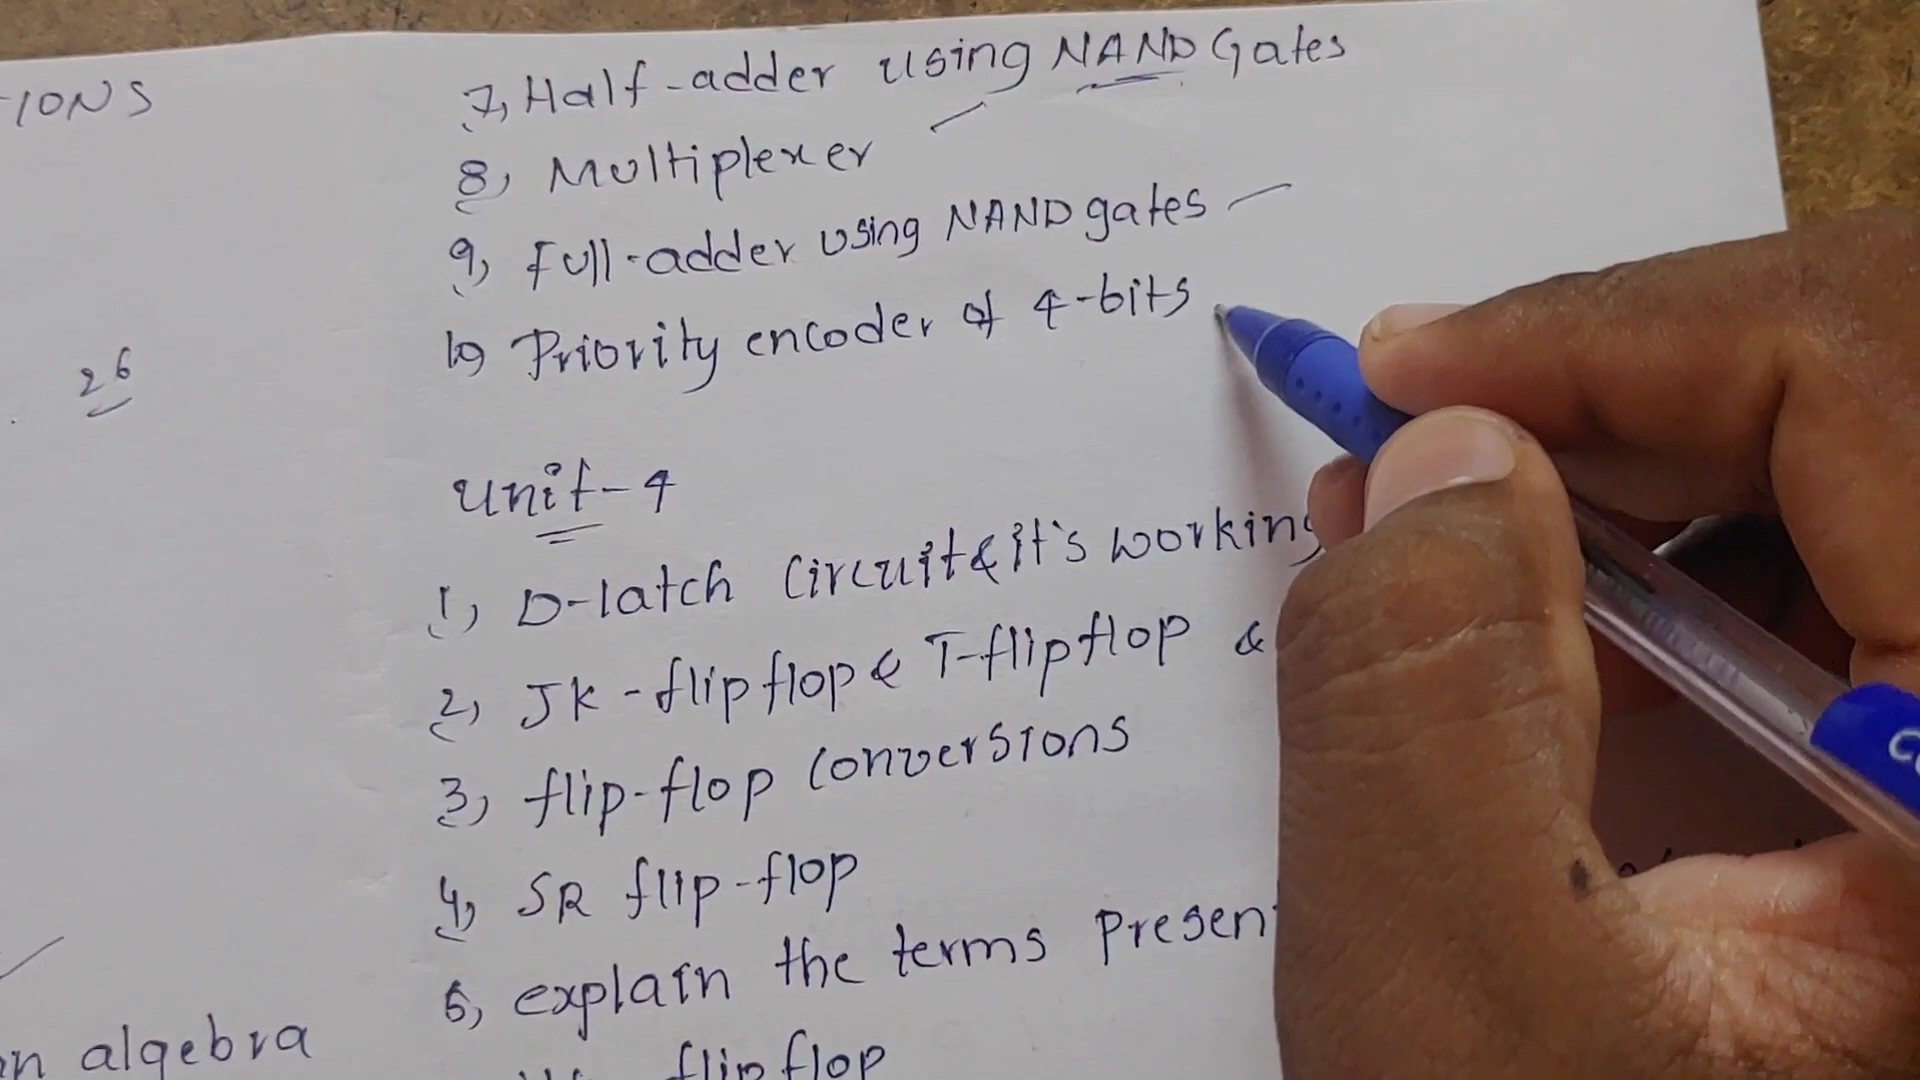 IONS
26
n algebra
7, Half-adder using NAND Gates
8, Multiplexer
9, Full-adder using NAND gates
10, Priority encoder of 4-bits
Unit-4
1, D-latch Circuit & it's working
2, JK-flipflop & T-flipflop &
3, flip-flop conversions
4, SR flip-flop
5, explain the terms presen
flipflop